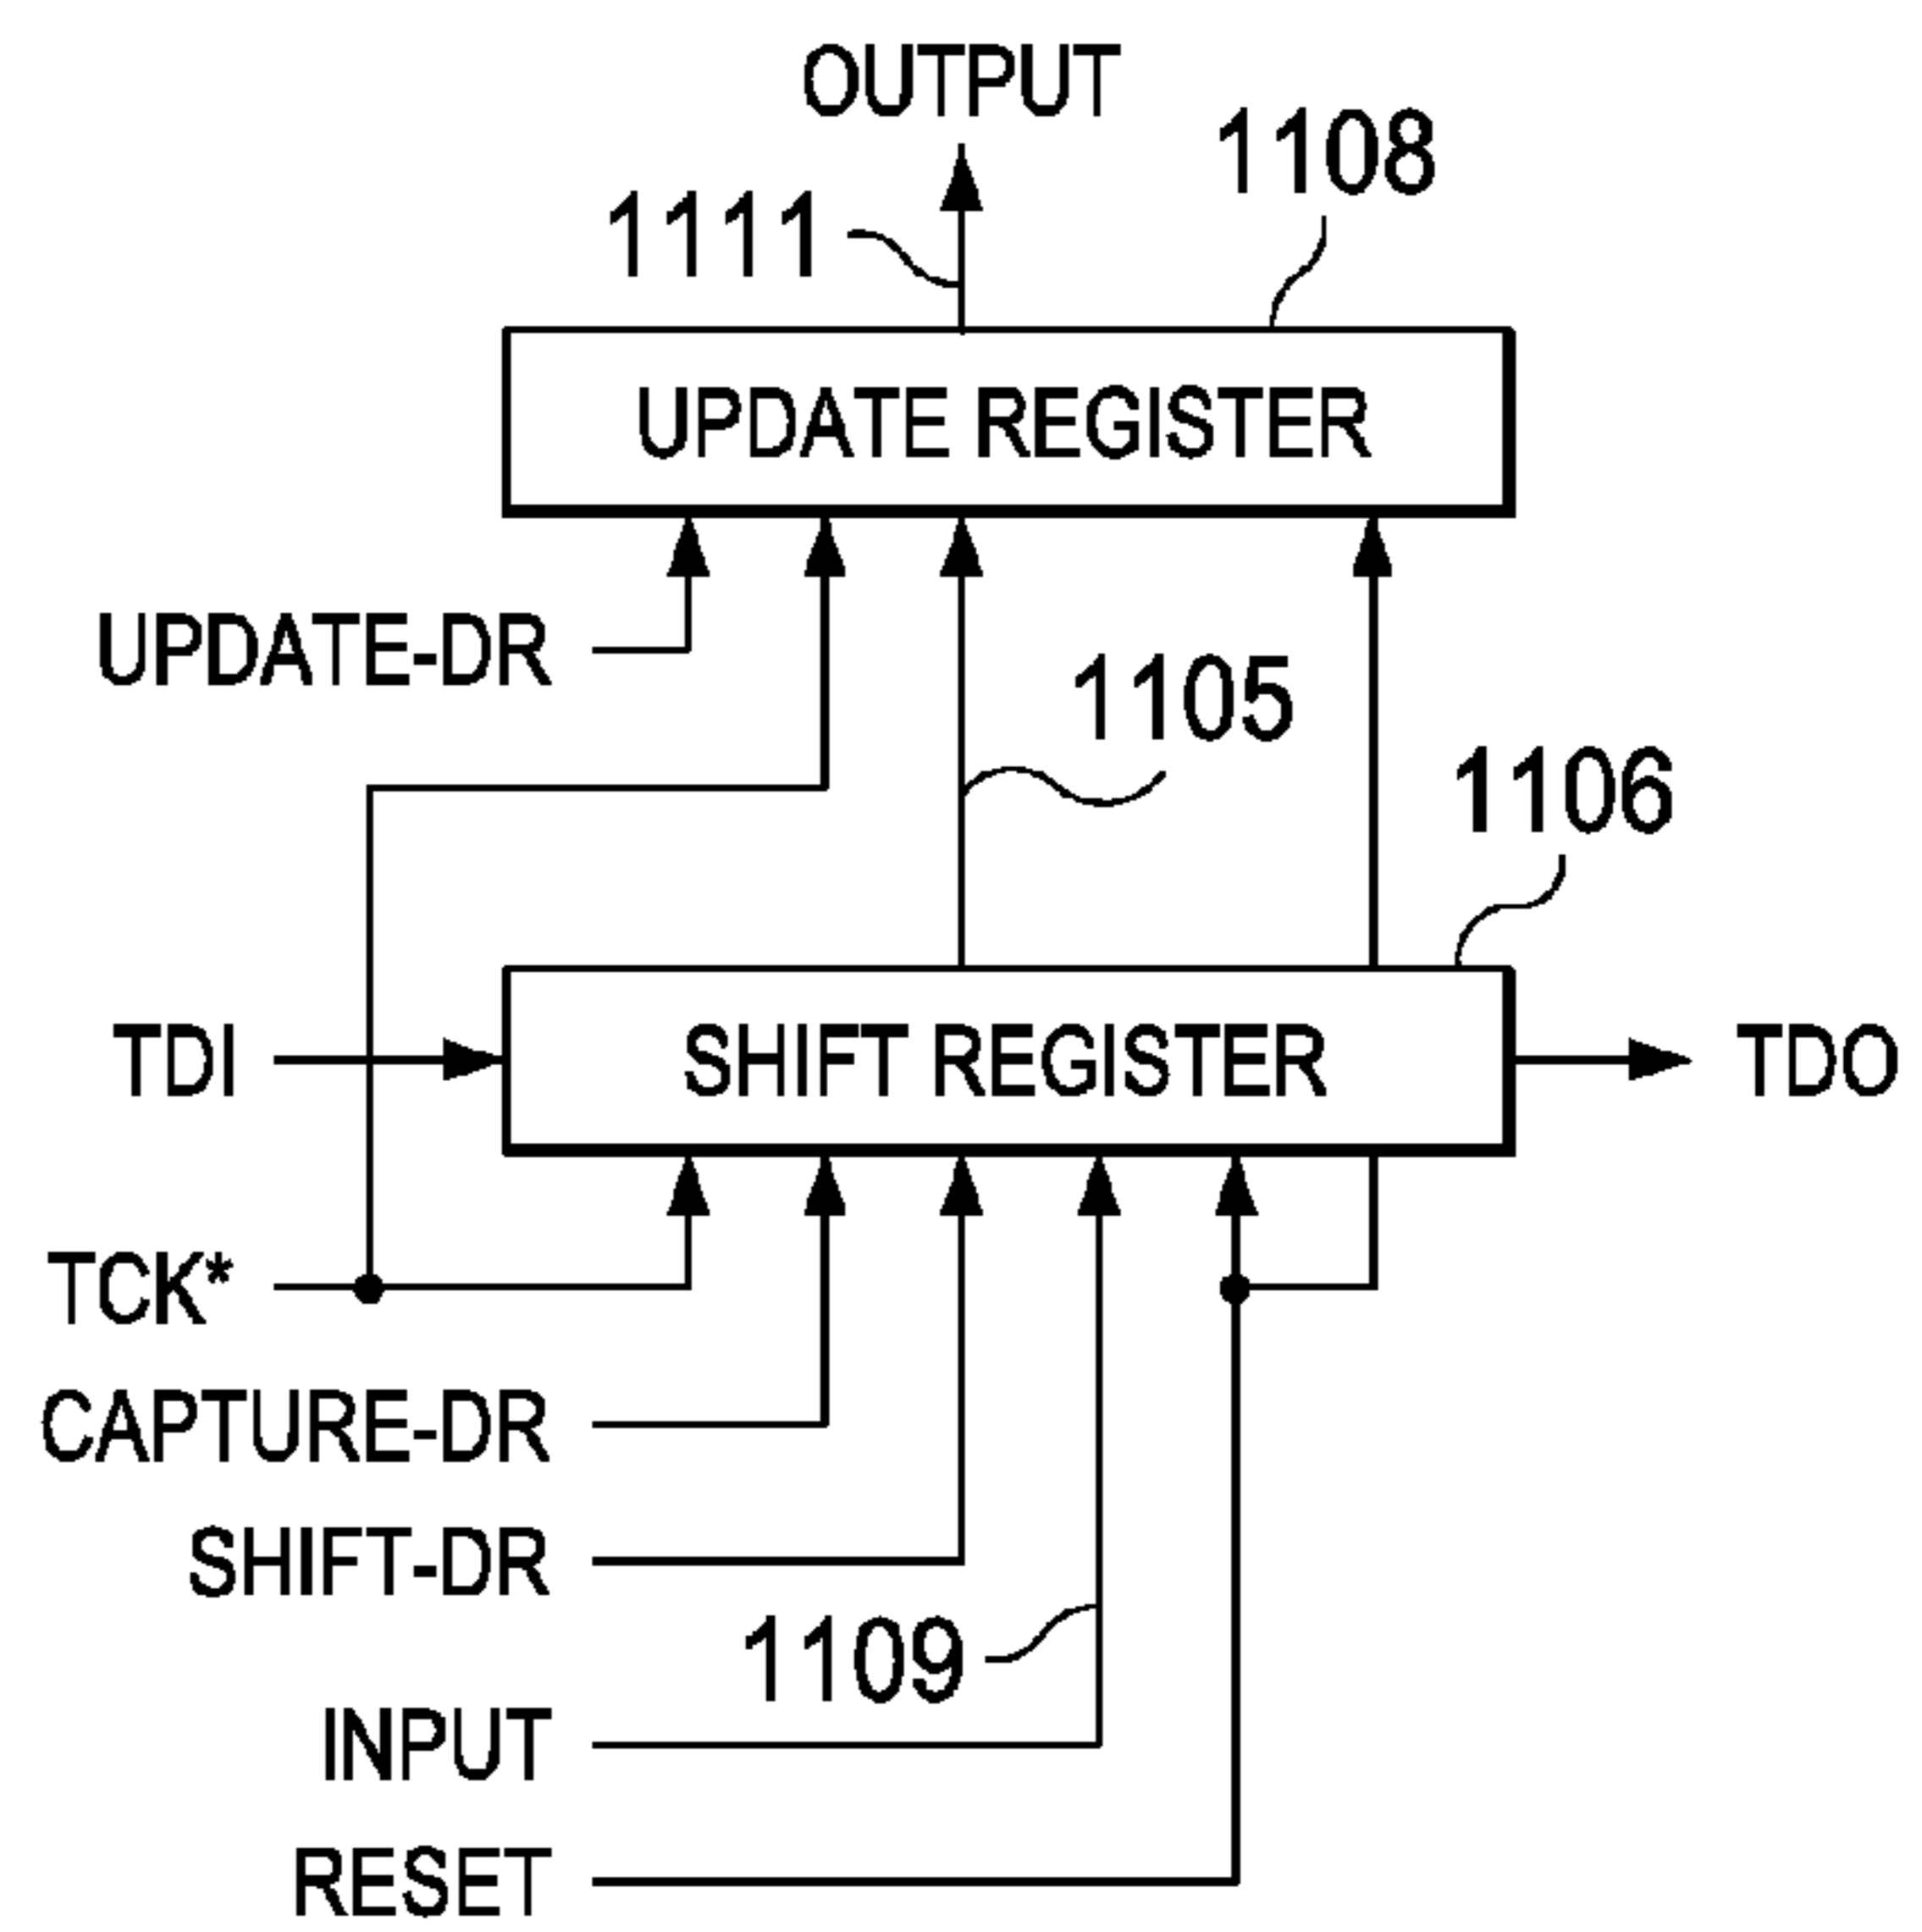 OUTPUT
1108
1111
UPDATE REGISTER
UPDATE-DR
1105
1106
TDI
SHIFT REGISTER
TDO
TCK*
CAPTURE-DR
SHIFT-DR
1109
INPUT
RESET